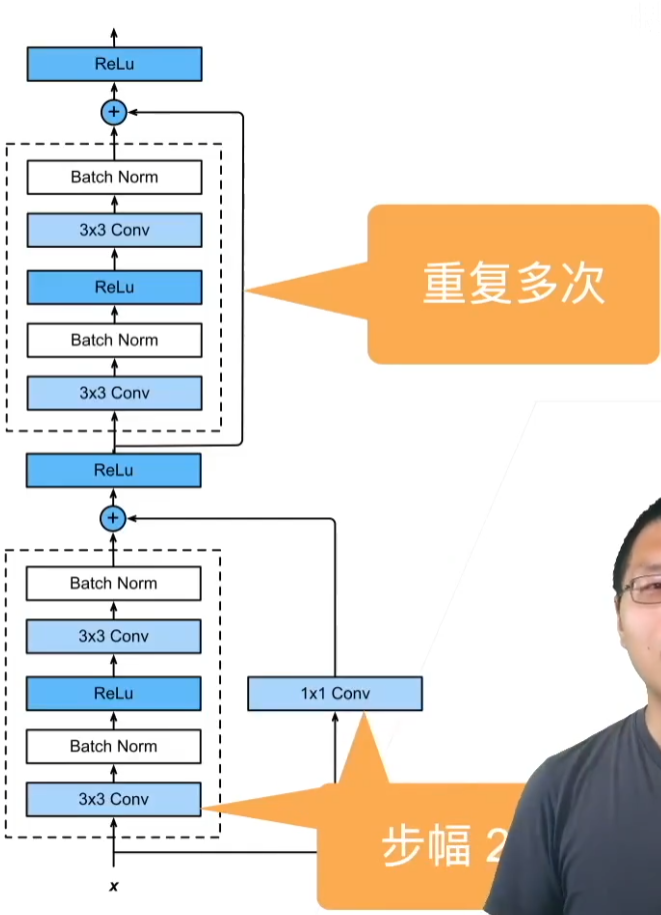 ReLu
+
Batch Norm
3x3 Conv
重复多次
ReLu
Batch Norm
3x3 Conv
ReLu
+
Batch Norm
3x3 Conv
ReLu
1x1 Conv
Batch Norm
3x3 Conv
步幅 2
x